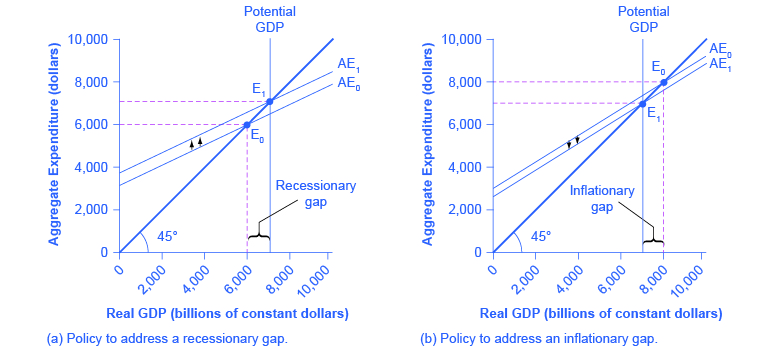 Potential
GDP
Aggregate Expenditure (dollars)
10,000
8,000
6,000
4,000
2,000
0
AE1
AE0
E1
E0
Recessionary
gap
45°
0
2,000
4,000
6,000
8,000
10,000
Real GDP (billions of constant dollars)
(a) Policy to address a recessionary gap.
Potential
GDP
Aggregate Expenditure (dollars)
10,000
8,000
6,000
4,000
2,000
0
AE0
AE1
E0
E1
Inflationary
gap
45°
0
2,000
4,000
6,000
8,000
10,000
Real GDP (billions of constant dollars)
(b) Policy to address an inflationary gap.